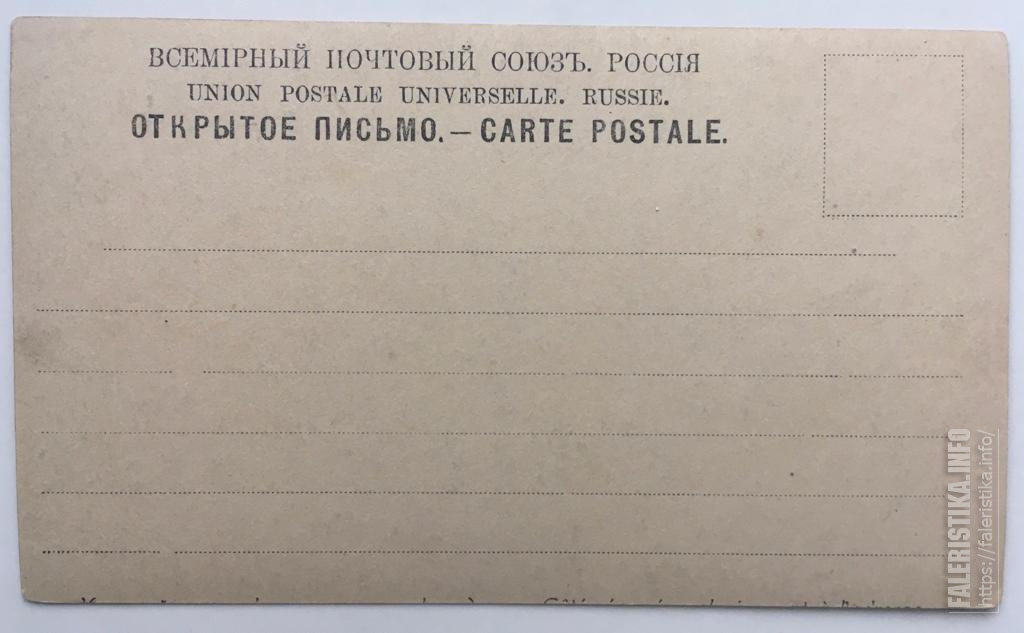 ВСЕМІРНЫЙ ПОЧТОВЫЙ СОЮЗЪ. РОССІЯ
UNION POSTALE UNIVERSELLE. RUSSIE.
ОТКРЫТОЕ ПИСЬМО.—CARTE POSTALE.
FALERISTIKA.INFO
https://faleristika.info/